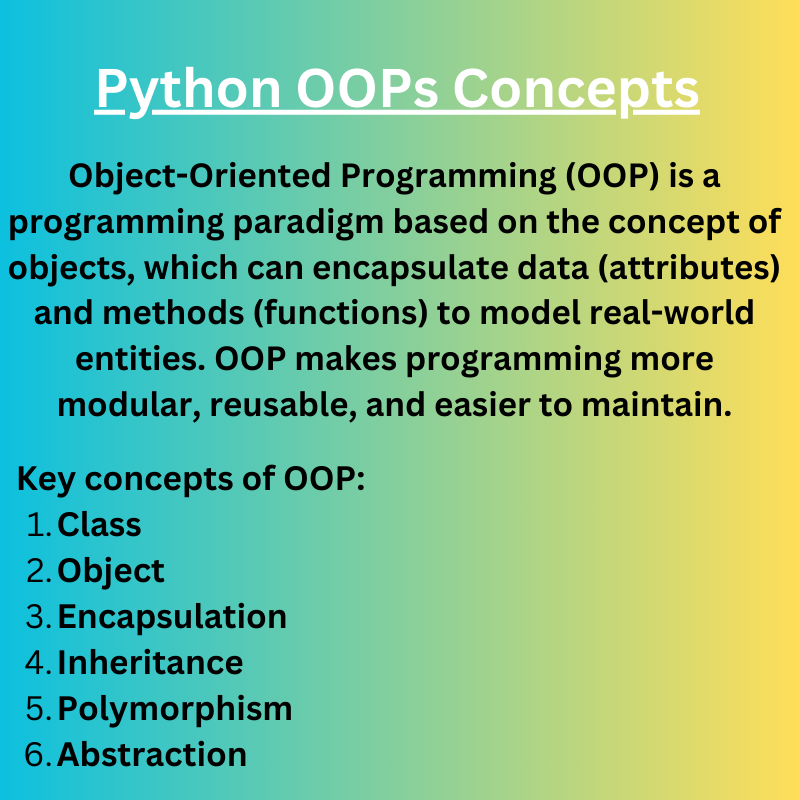 Python OOPs Concepts
Object-Oriented Programming (OOP) is a
programming paradigm based on the concept of
objects, which can encapsulate data (attributes)
and methods (functions) to model real-world
entities. OOP makes programming more
modular, reusable, and easier to maintain.
Key concepts of OOP:
1. Class
2. Object
3. Encapsulation
4. Inheritance
5. Polymorphism
6. Abstraction